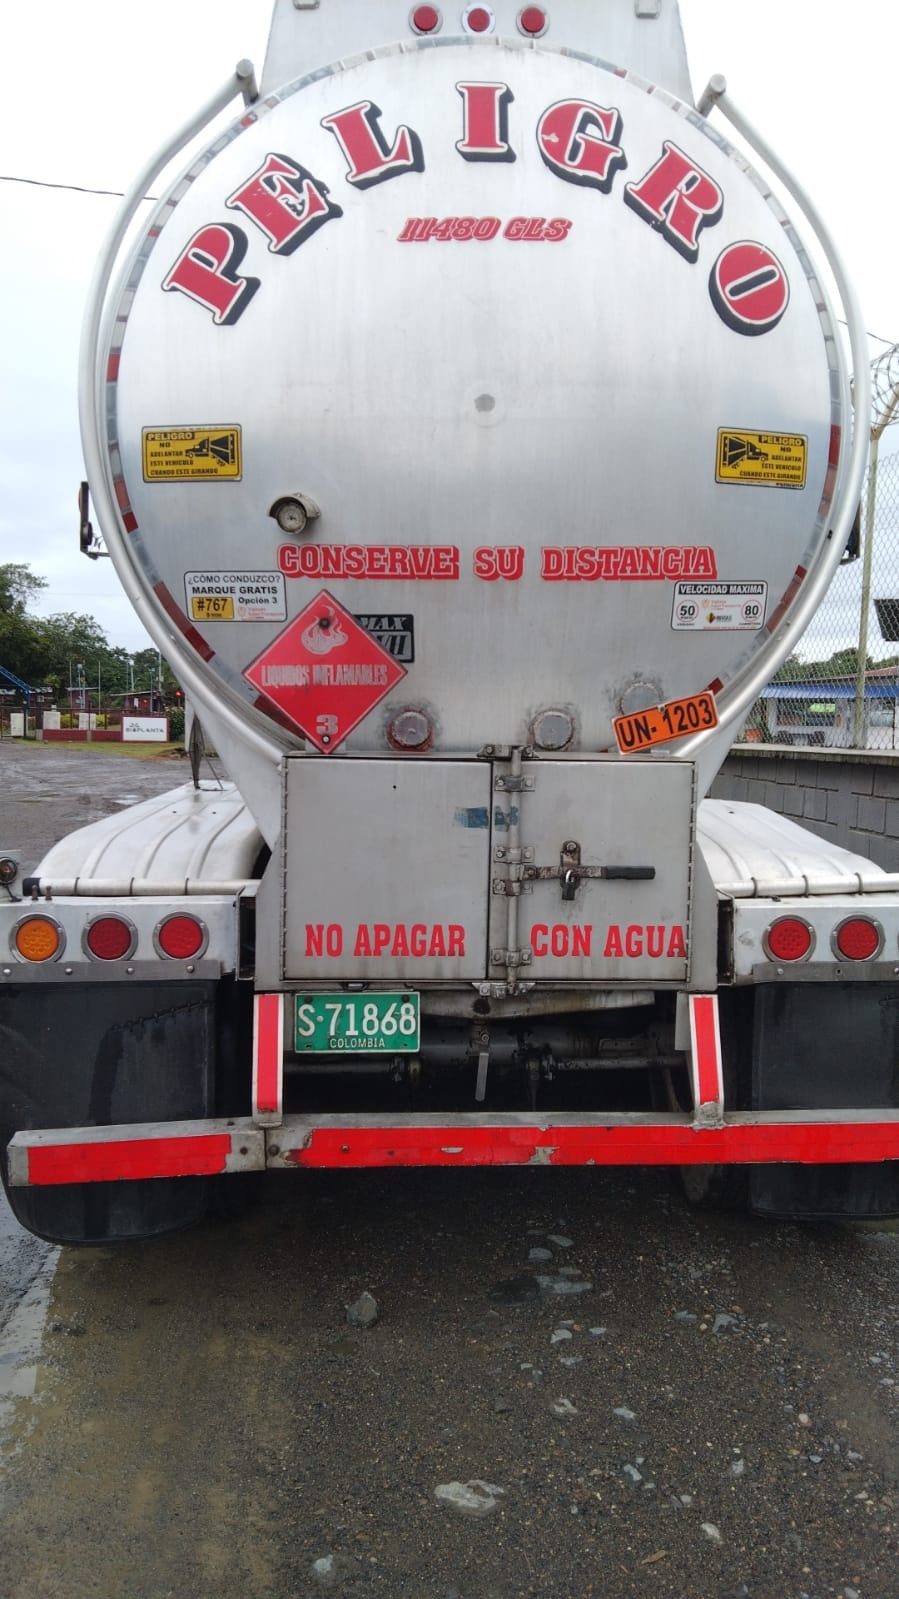 PELIGRO
11480 GLS
PELIGRO
NO
ADELANTAR
ESTE VEHICULO
CUANDO ESTE GIRANDO
PELIGRO
NO
ADELANTAR
ESTE VEHICULO
CUANDO ESTE GIRANDO
CONSERVE SU DISTANCIA
¿CÓMO CONDUZCO?
MARQUE GRATIS
#767 Opción 3
VELOCIDAD MAXIMA
50 80
MAX
LIQUIDOS INFLAMABLES
3
UN-1203
BIOPLANTA
NO APAGAR CON AGUA
S·71868
COLOMBIA